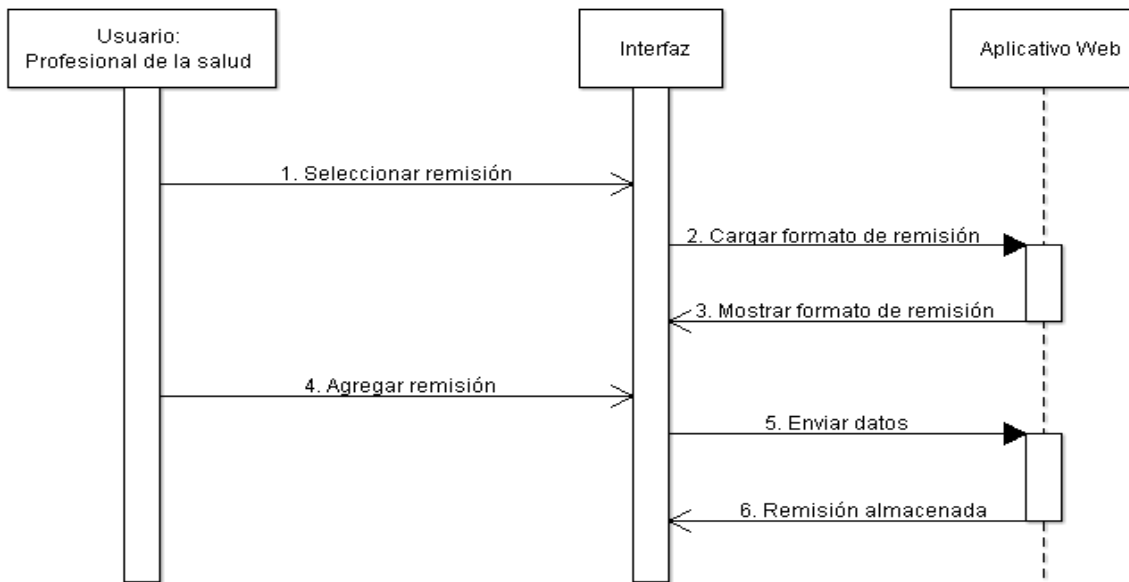 Usuario:
Profesional de la salud
Interfaz
Aplicativo Web
1. Seleccionar remisión
2. Cargar formato de remisión
3. Mostrar formato de remisión
4. Agregar remisión
5. Enviar datos
6. Remisión almacenada